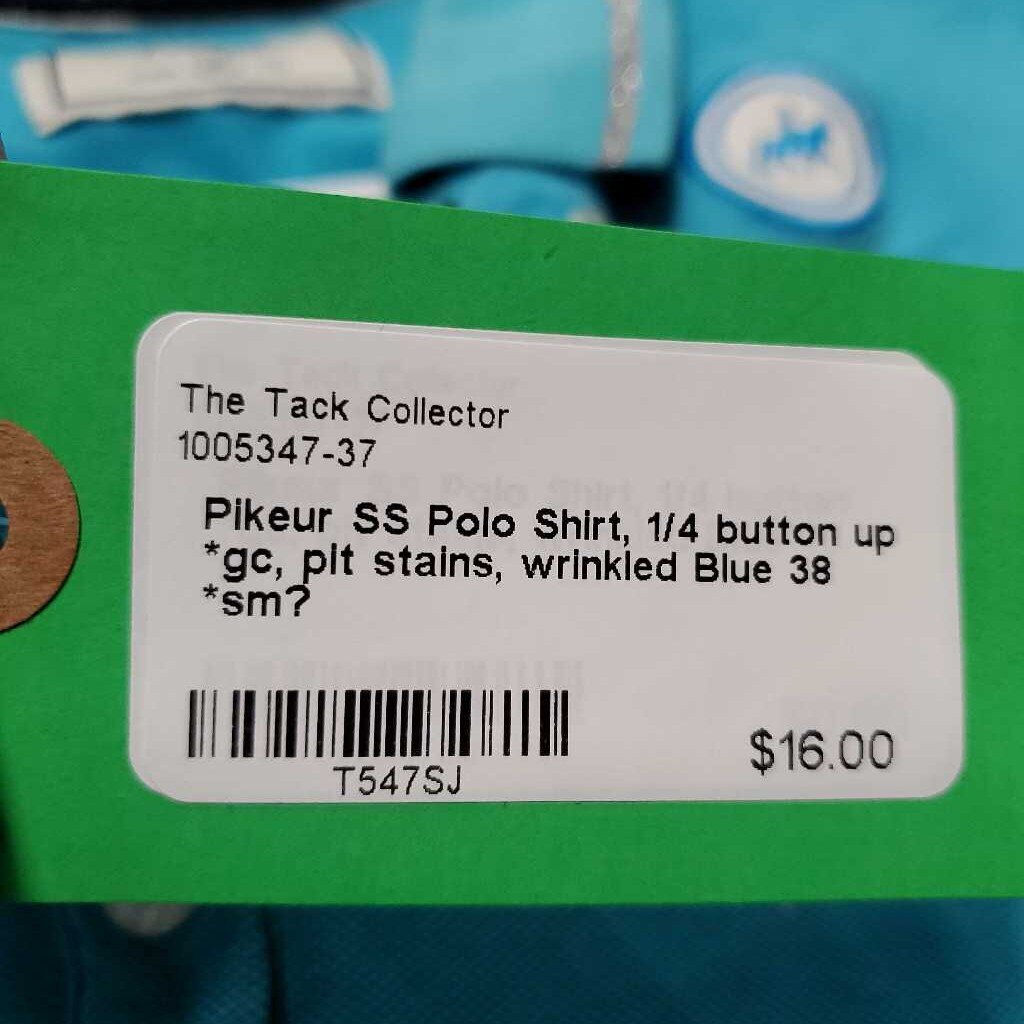 The Tack Collector
1005347-37
Pikeur SS Polo Shirt, 1/4 button up
*gc, pit stains, wrinkled Blue 38
*sm?
T547SJ
$16.00